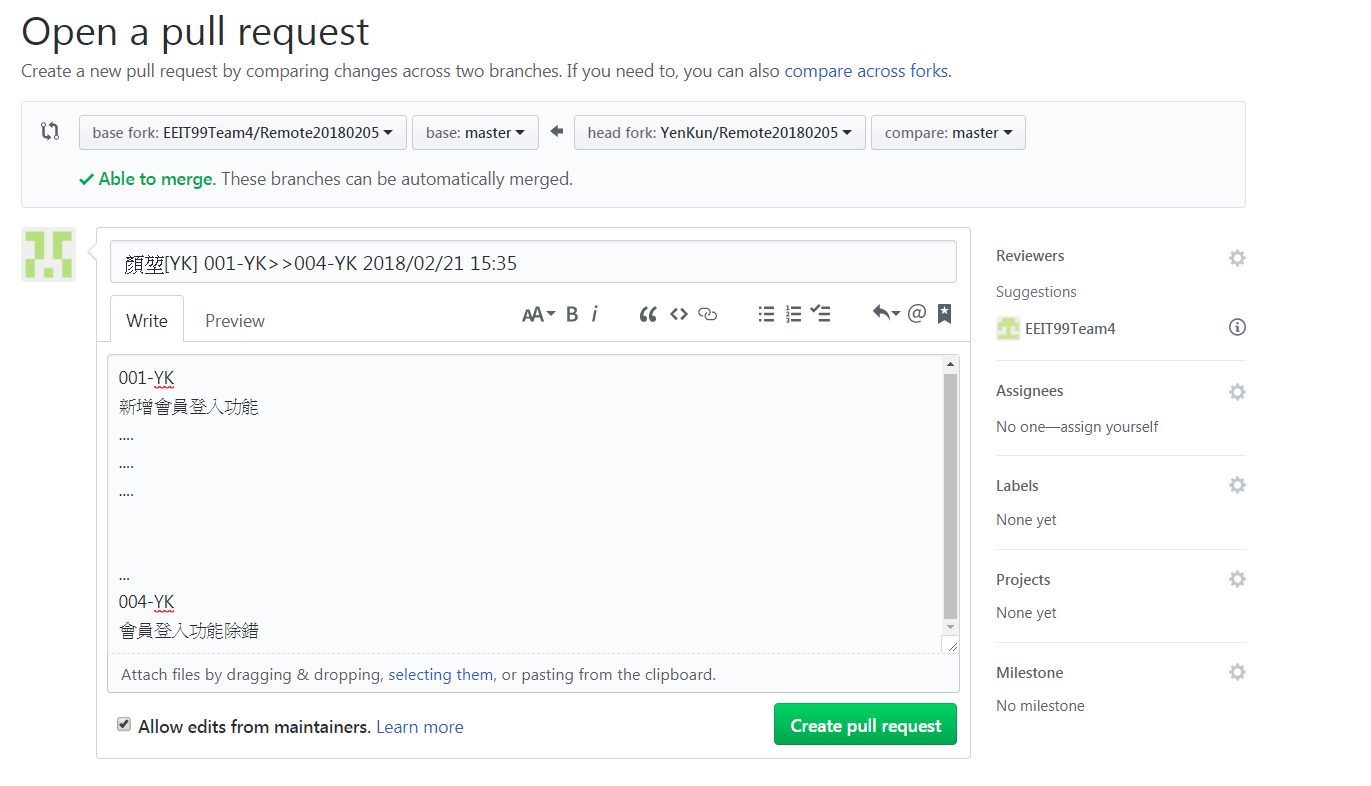 Open a pull request
Create a new pull request by comparing changes across two branches. If you need to, you can also compare across forks.
base fork: EEIT99Team4/Remote20180205 base: master head fork: YenKun/Remote20180205 compare: master
Able to merge. These branches can be automatically merged.
顏堃[YK] 001-YK>>004-YK 2018/02/21 15:35
Write Preview
AA B i “ <> @
001-YK
新增會員登入功能
....
....
....
...
004-YK
會員登入功能除錯
Attach files by dragging & dropping, selecting them, or pasting from the clipboard.
Allow edits from maintainers. Learn more
Create pull request
Reviewers
Suggestions
EEIT99Team4
Assignees
No one—assign yourself
Labels
None yet
Projects
None yet
Milestone
No milestone